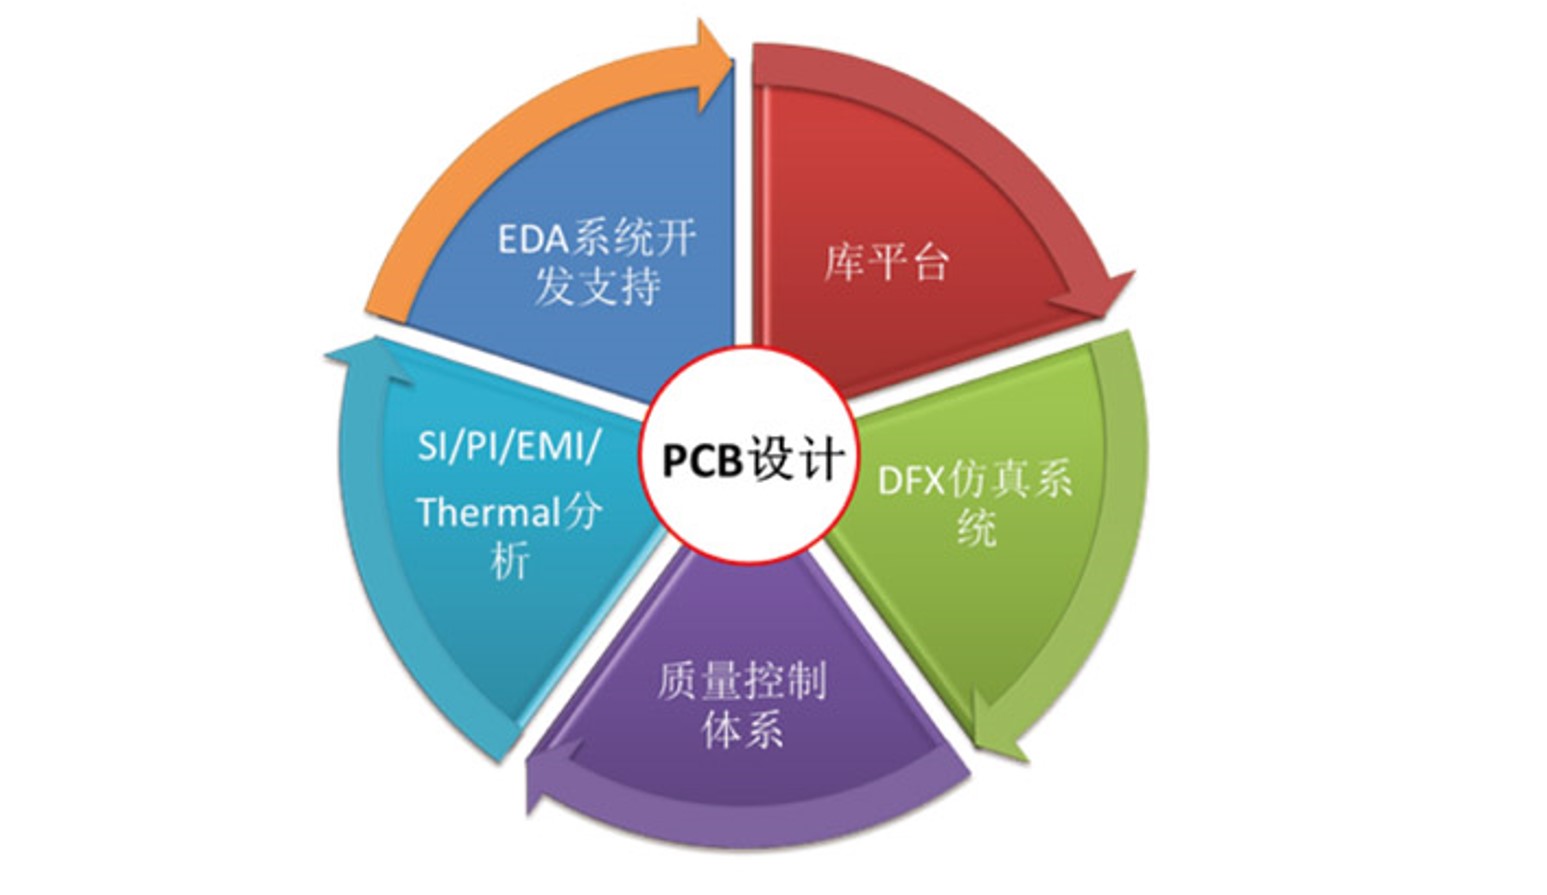 EDA系统开
发支持
库平台
SI/PI/EMI/
Thermal分
析
PCB设计
DFX仿真系
统
质量控制
体系